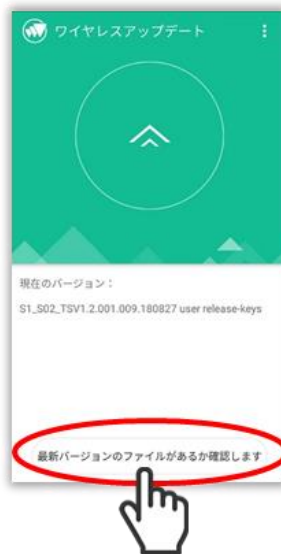 ワイヤレスアップデート
現在のバージョン：
S1_S02_TSV1.2.001.009.180827 user release-keys
最新バージョンのファイルがあるか確認します